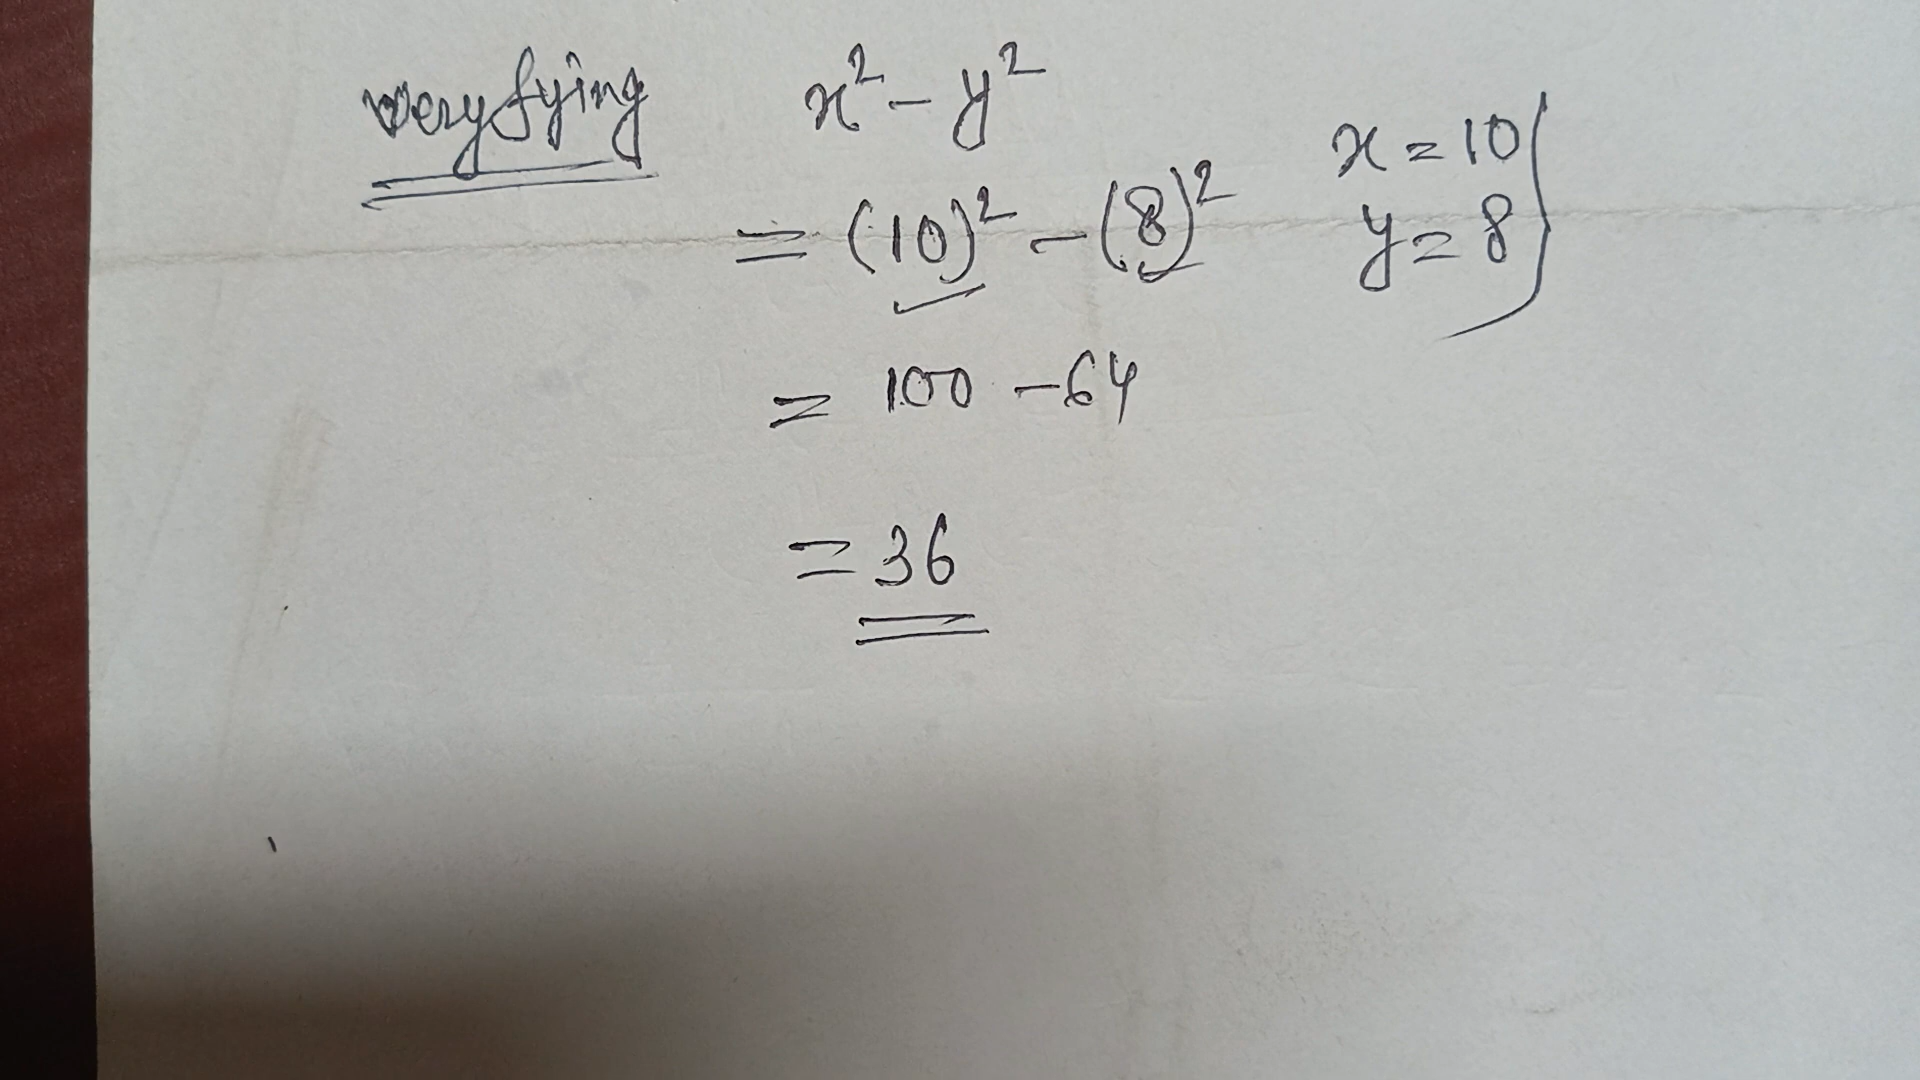 veryfying x² - y²
x = 10
= (10)² - (8)²
y = 8
= 100 - 64
= 36